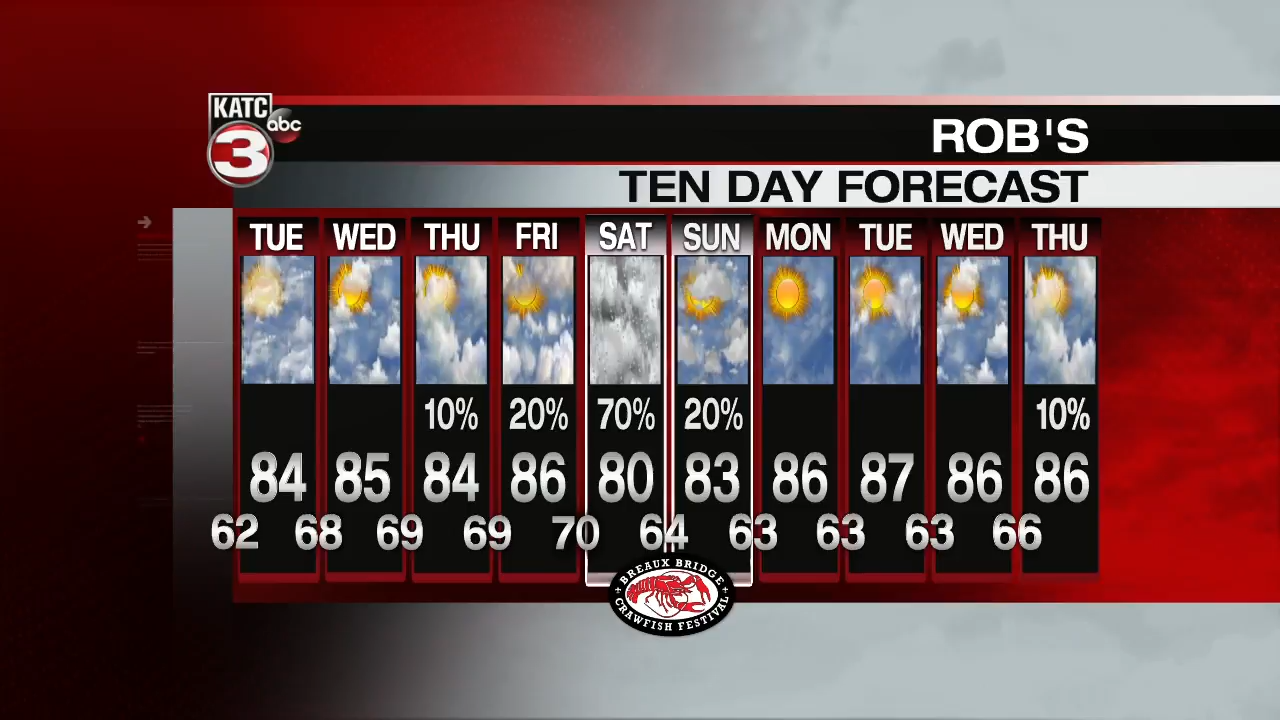 KATC
abc
3
ROB'S
TEN DAY FORECAST
TUE WED THU FRI SAT SUN MON TUE WED THU
10% 20% 70% 20% 10%
84 85 84 86 80 83 86 87 86 86
62 68 69 69 70 64 63 63 63 66
BREAUX BRIDGE
CRAWFISH FESTIVAL